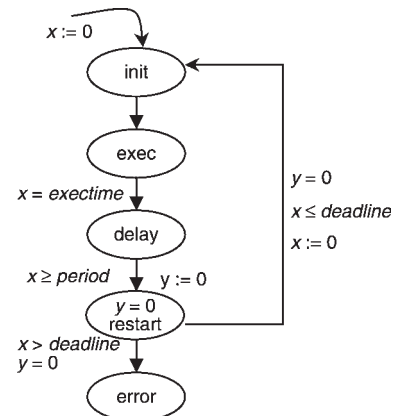 x := 0
init
exec
x = exectime
delay
x ≥ period
y := 0
y = 0
restart
x > deadline
y = 0
error
y = 0
x ≤ deadline
x := 0